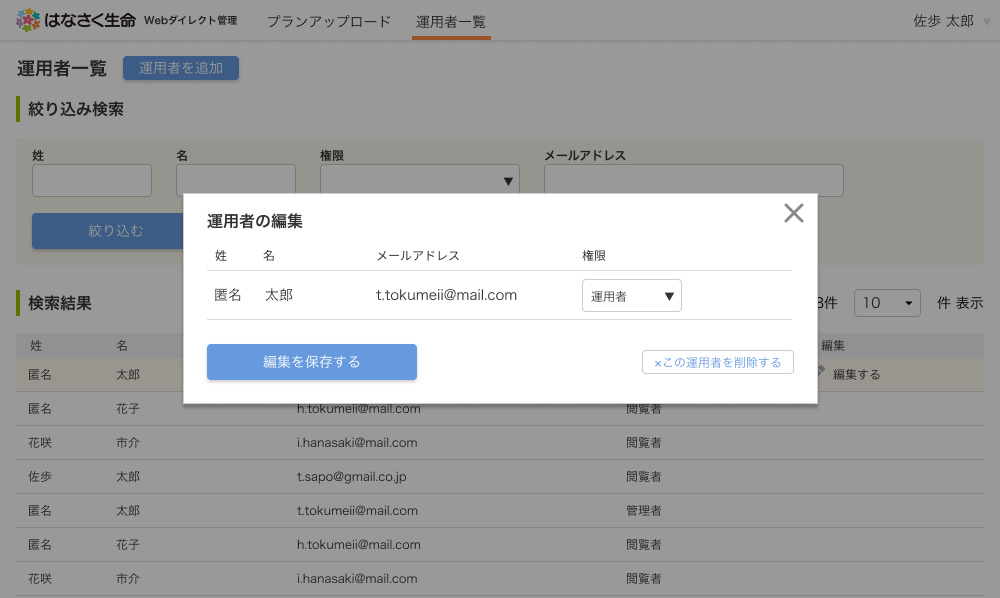 はなさく生命 Webダイレクト管理 プランアップロード 運用者一覧 佐歩 太郎
運用者一覧 運用者を追加
絞り込み検索
姓 名 権限 メールアドレス
絞り込む
運用者の編集
姓 名 メールアドレス 権限
匿名 太郎 t.tokumeii@mail.com 運用者
編集を保存する ×この運用者を削除する
検索結果 件 10 件 表示
姓 名 編集
匿名 太郎 編集する
匿名 花子 h.tokumeii@mail.com 閲覧者
花咲 市介 i.hanasaki@mail.com 閲覧者
佐歩 太郎 t.sapo@gmail.co.jp 閲覧者
匿名 太郎 t.tokumeii@mail.com 管理者
匿名 花子 h.tokumeii@mail.com 閲覧者
花咲 市介 i.hanasaki@mail.com 閲覧者